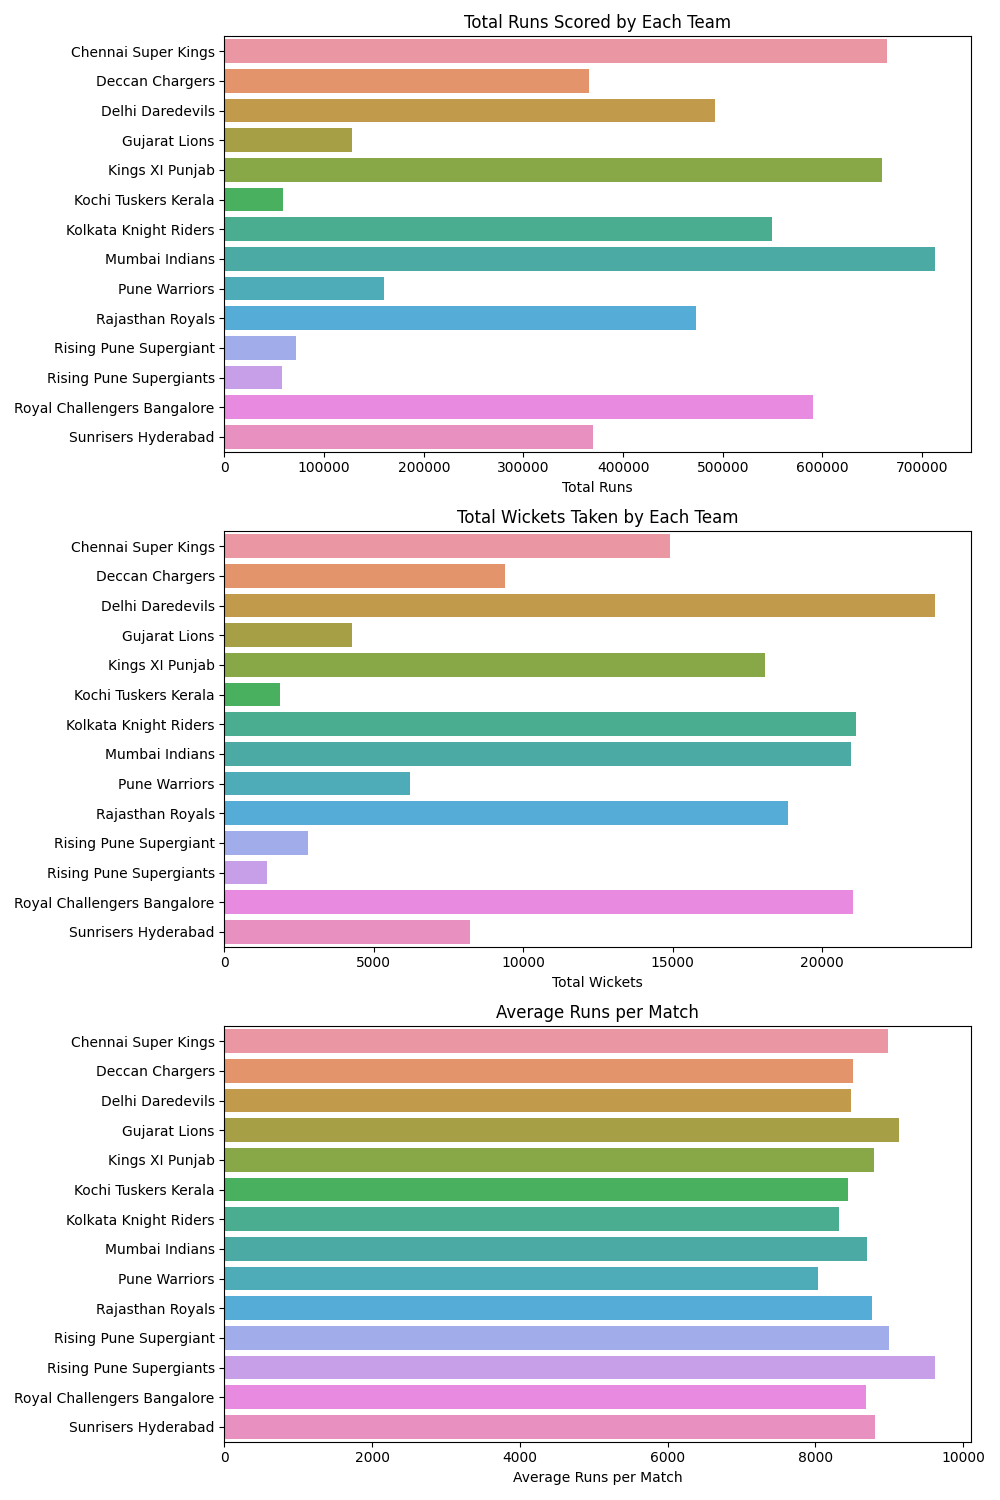 Total Runs Scored by Each Team
Chennai Super Kings
Deccan Chargers
Delhi Daredevils
Gujarat Lions
Kings XI Punjab
Kochi Tuskers Kerala
Kolkata Knight Riders
Mumbai Indians
Pune Warriors
Rajasthan Royals
Rising Pune Supergiant
Rising Pune Supergiants
Royal Challengers Bangalore
Sunrisers Hyderabad
0 100000 200000 300000 400000 500000 600000 700000
Total Runs
Total Wickets Taken by Each Team
Chennai Super Kings
Deccan Chargers
Delhi Daredevils
Gujarat Lions
Kings XI Punjab
Kochi Tuskers Kerala
Kolkata Knight Riders
Mumbai Indians
Pune Warriors
Rajasthan Royals
Rising Pune Supergiant
Rising Pune Supergiants
Royal Challengers Bangalore
Sunrisers Hyderabad
0 5000 10000 15000 20000
Total Wickets
Average Runs per Match
Chennai Super Kings
Deccan Chargers
Delhi Daredevils
Gujarat Lions
Kings XI Punjab
Kochi Tuskers Kerala
Kolkata Knight Riders
Mumbai Indians
Pune Warriors
Rajasthan Royals
Rising Pune Supergiant
Rising Pune Supergiants
Royal Challengers Bangalore
Sunrisers Hyderabad
0 2000 4000 6000 8000 10000
Average Runs per Match